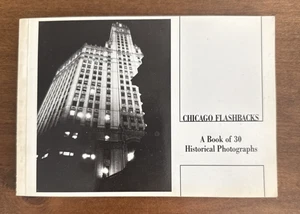 CHICAGO FLASHBACKS
A Book of 30
Historical Photographs